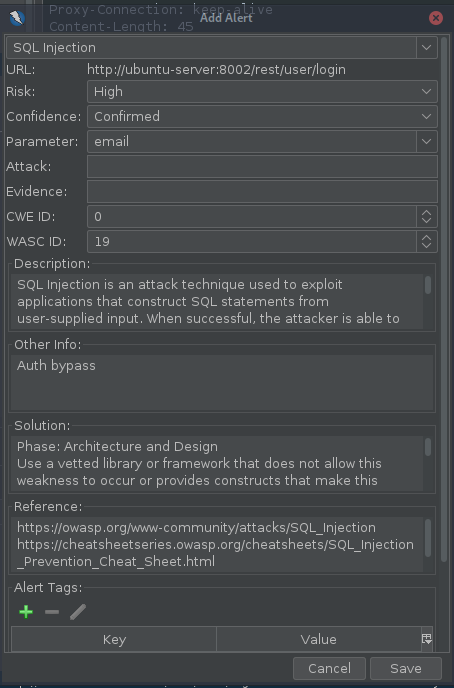 Proxy-Connection: keep-alive
Add Alert
Content-Length: 45
SQL Injection
URL: http://ubuntu-server:8002/rest/user/login
Risk: High
Confidence: Confirmed
Parameter: email
Attack:
Evidence:
CWE ID: 0
WASC ID: 19
Description:
SQL Injection is an attack technique used to exploit
applications that construct SQL statements from
user-supplied input. When successful, the attacker is able to
Other Info:
Auth bypass
Solution:
Phase: Architecture and Design
Use a vetted library or framework that does not allow this
weakness to occur or provides constructs that make this
Reference:
https://owasp.org/www-community/attacks/SQL_Injection
https://cheatsheetseries.owasp.org/cheatsheets/SQL_Injection
_Prevention_Cheat_Sheet.html
Alert Tags:
Key Value
Cancel Save